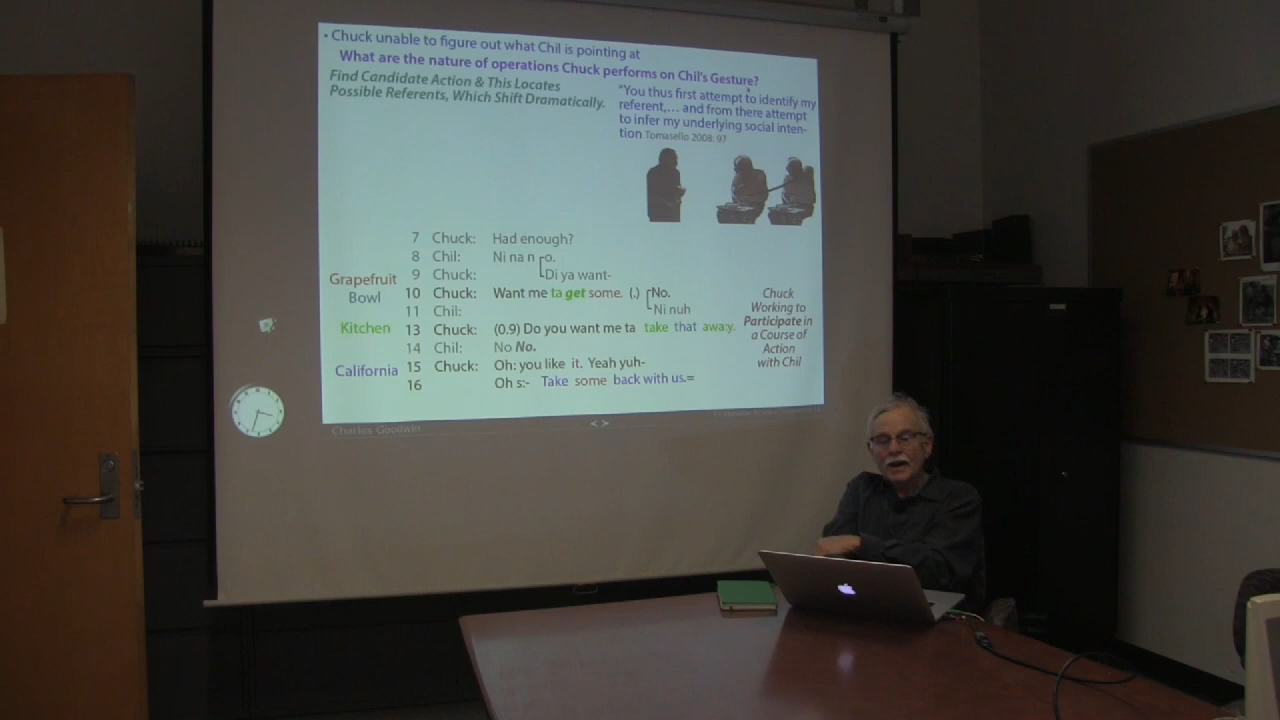 • Chuck unable to figure out what Chil is pointing at
What are the nature of operations Chuck performs on Chil's Gesture?
Find Candidate Action & This Locates
Possible Referents, Which Shift Dramatically.
"You thus first attempt to identify my
referent,... and from there attempt
to infer my underlying social inten-
tion Tomasello 2008: 97
7 Chuck: Had enough?
8 Chil: Ni na n o.
9 Chuck: Di ya want-
Grapefruit
Bowl
10 Chuck: Want me ta get some. (.) No.
11 Chil: Ni nuh
Kitchen 13 Chuck: (0.9) Do you want me ta take that awa:y.
14 Chil: No No.
California 15 Chuck: Oh: you like it. Yeah yuh-
16 Oh s:- Take some back with us.=
Chuck
Working to
Participate in
a Course of
Action
with Chil
Charles Goodwin
< >